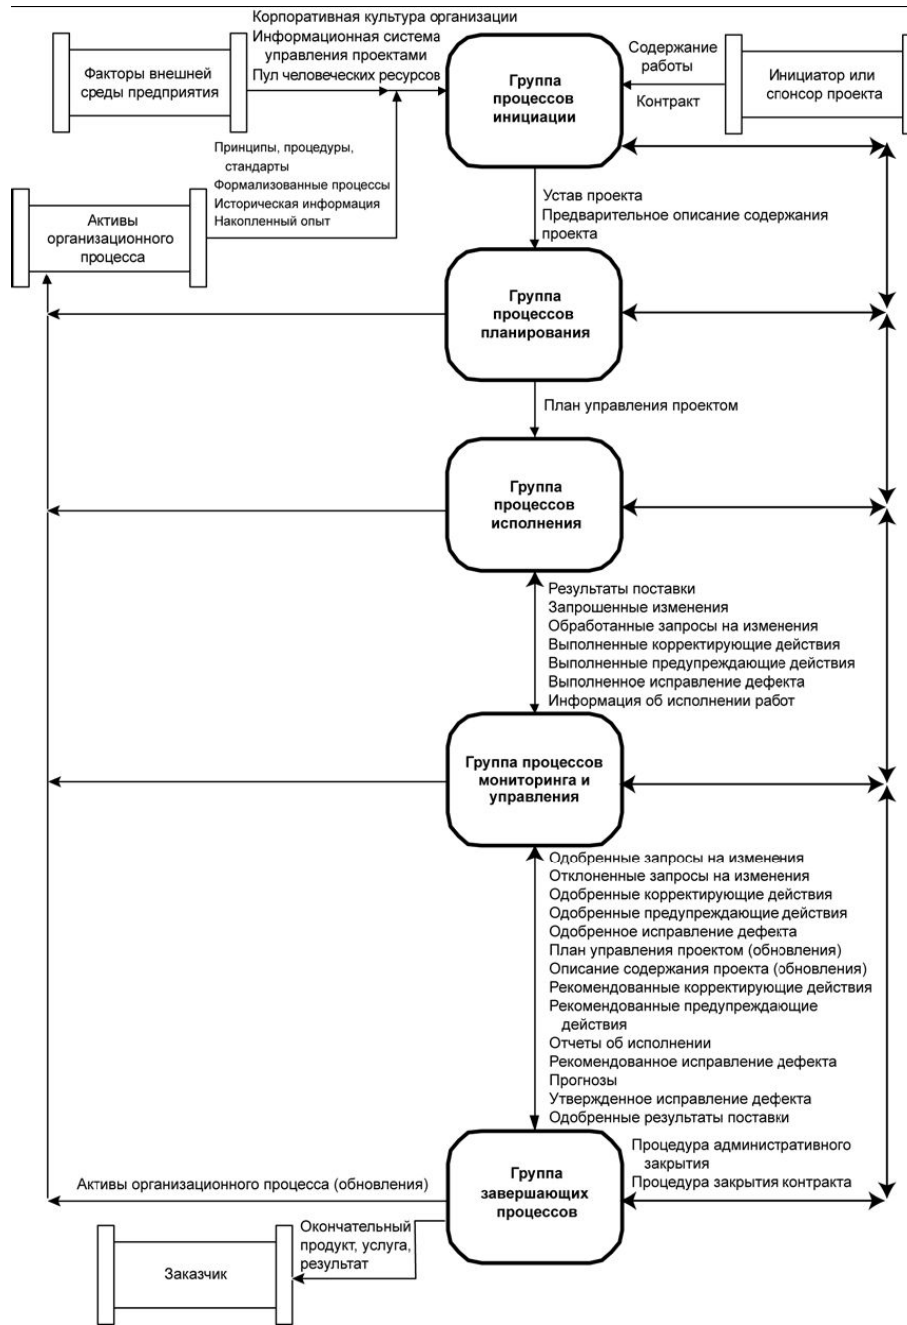 Корпоративная культура организации
Информационная система
управления проектами
Пул человеческих ресурсов
Факторы внешней
среды предприятия
Группа
процессов
инициации
Содержание
работы
Контракт
Инициатор или
спонсор проекта
Принципы, процедуры,
стандарты
Формализованные процессы
Историческая информация
Накопленный опыт
Активы
организационного
процесса
Устав проекта
Предварительное описание содержания
проекта
Группа
процессов
планирования
План управления проектом
Группа
процессов
исполнения
Результаты поставки
Запрошенные изменения
Обработанные запросы на изменения
Выполненные корректирующие действия
Выполненные предупреждающие действия
Выполненное исправление дефекта
Информация об исполнении работ
Группа процессов
мониторинга и
управления
Одобренные запросы на изменения
Отклоненные запросы на изменения
Одобренные корректирующие действия
Одобренные предупреждающие действия
Одобренное исправление дефекта
План управления проектом (обновления)
Описание содержания проекта (обновления)
Рекомендованные корректирующие действия
Рекомендованные предупреждающие
действия
Отчеты об исполнении
Рекомендованное исправление дефекта
Прогнозы
Утвержденное исправление дефекта
Одобренные результаты поставки
Группа
завершающих
процессов
Процедура административного
закрытия
Процедура закрытия контракта
Активы организационного процесса (обновления)
Окончательный
продукт, услуга,
результат
Заказчик